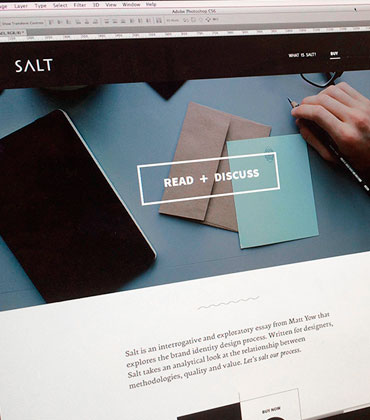 Layer Type Select Filter 3D View Window Help
Adobe Photoshop CS6
Show Transform Controls
SALT
WHAT IS SALT?
BUY
READ + DISCUSS
Salt is an interrogative and exploratory essay from Matt Yow that
explores the brand identity design process. Written for designers,
Salt takes an analytical look at the relationship between
methodologies, quality and value. Let's salt our process.
BUY NOW